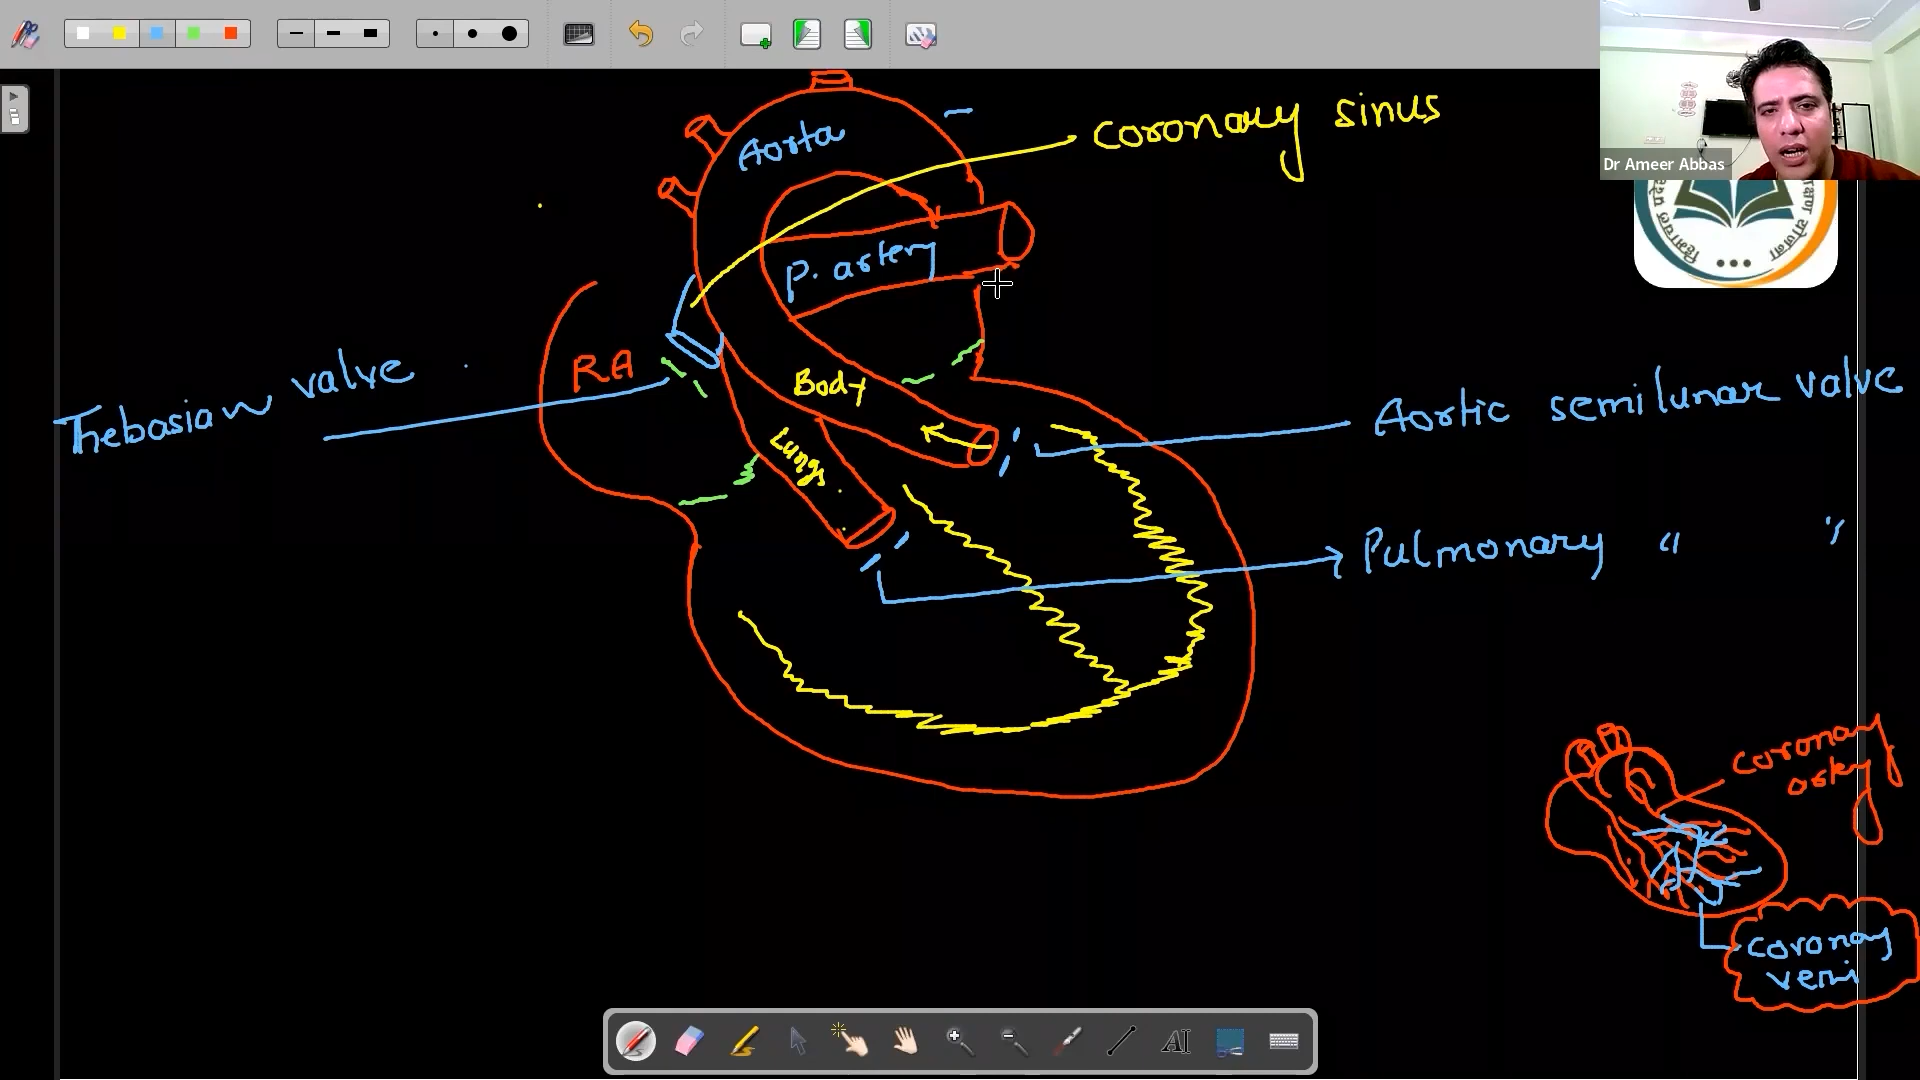 Aorta
coronary sinus
Dr Ameer Abbas
P. artery
RA
Body
Thebasian valve
Aortic semilunar valve
Lungs
Pulmonary " "
coronary
artery
coronary
vein
AI